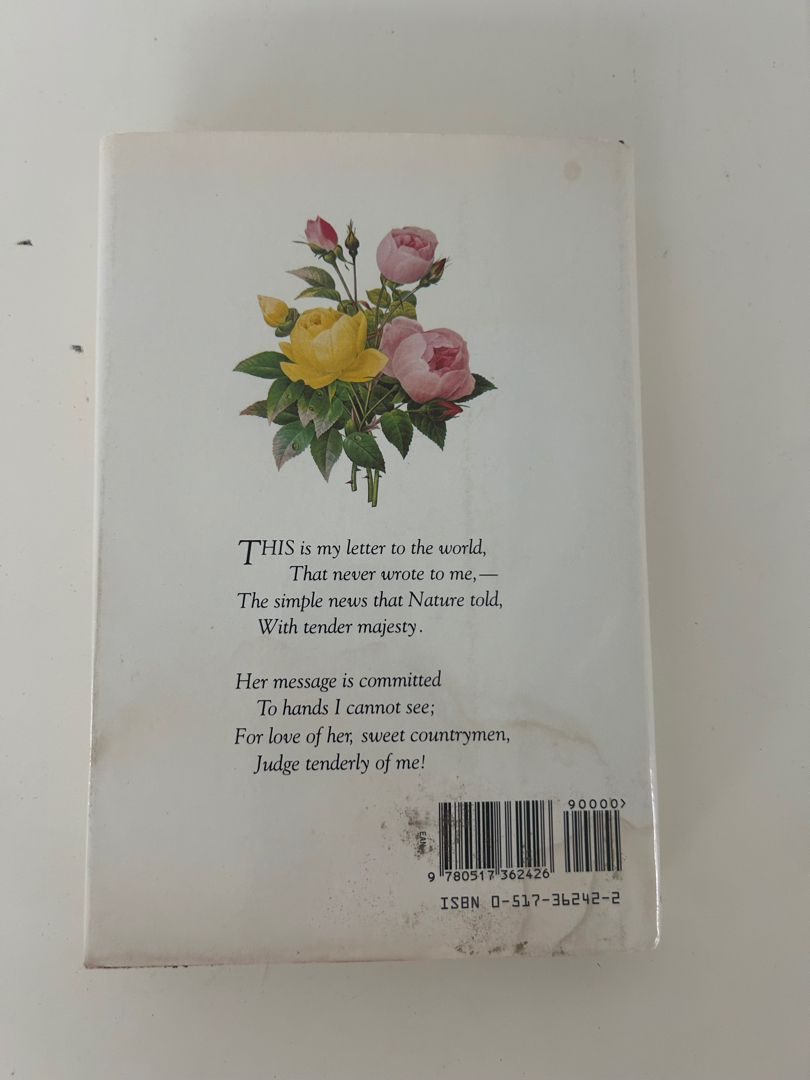 THIS is my letter to the world,
That never wrote to me,—
The simple news that Nature told,
With tender majesty.
Her message is committed
To hands I cannot see;
For love of her, sweet countrymen,
Judge tenderly of me!
90000>
EAN
9 780517 362426
ISBN 0-517-36242-2